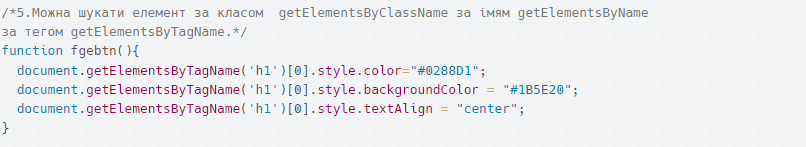 /*5.Можна шукати елемент за класом  getElementsByClassName за імям getElementsByName
за тегом getElementsByTagName.*/
function fgebtn(){
  document.getElementsByTagName('h1')[0].style.color="#0288D1";
  document.getElementsByTagName('h1')[0].style.backgroundColor = "#1B5E20";
  document.getElementsByTagName('h1')[0].style.textAlign = "center";
}